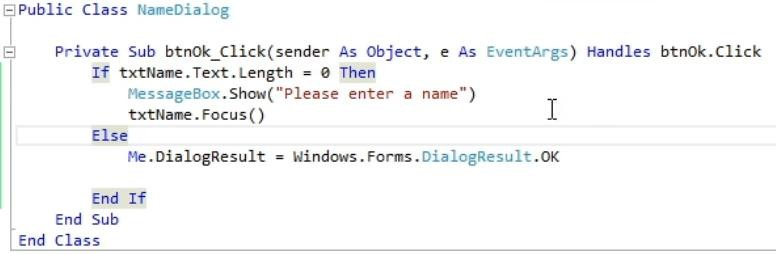 Public Class NameDialog
Private Sub btnOk_Click(sender As Object, e As EventArgs) Handles btnOk.Click
If txtName.Text.Length = 0 Then
MessageBox.Show("Please enter a name")
txtName.Focus()
Else
Me.DialogResult = Windows.Forms.DialogResult.OK
End If
End Sub
End Class